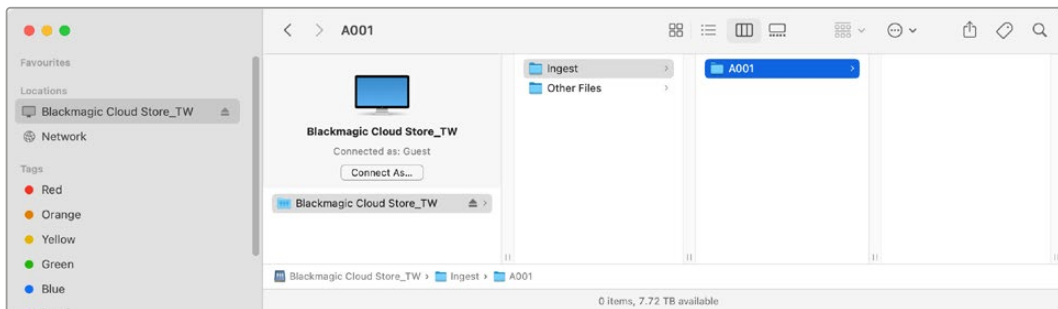 A001
Favourites
Locations
Blackmagic Cloud Store_TW
Network
Tags
Red
Orange
Yellow
Green
Blue
Blackmagic Cloud Store_TW
Connected as: Guest
Connect As...
Blackmagic Cloud Store_TW
Ingest
Other Files
A001
Blackmagic Cloud Store_TW › Ingest › A001
0 items, 7.72 TB available